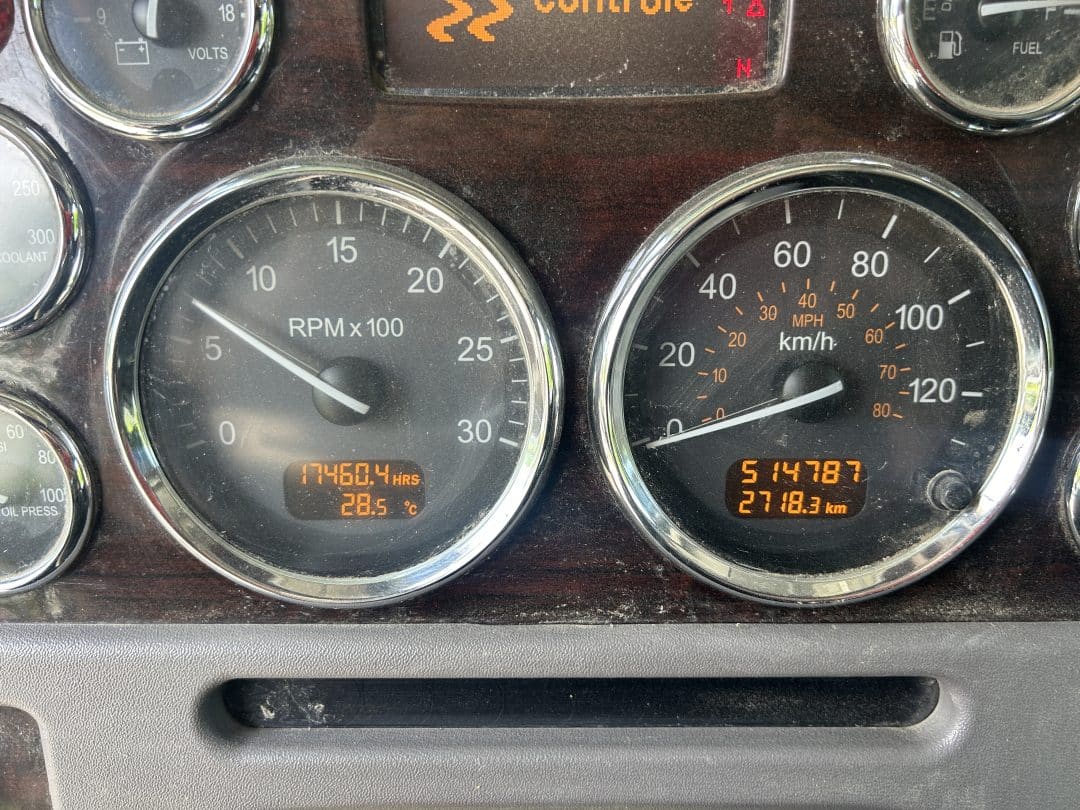 9 18
VOLTS
controle
N
F
FUEL
250
300
COOLANT
60
80
100
OIL PRESS
0 5 10 15 20 25 30
RPM x 100
17460.4 HRS
28.5 °C
0 20 40 60 80 100 120
0 10 20 30 40 50 60 70 80
MPH
km/h
514787
2718.3 km